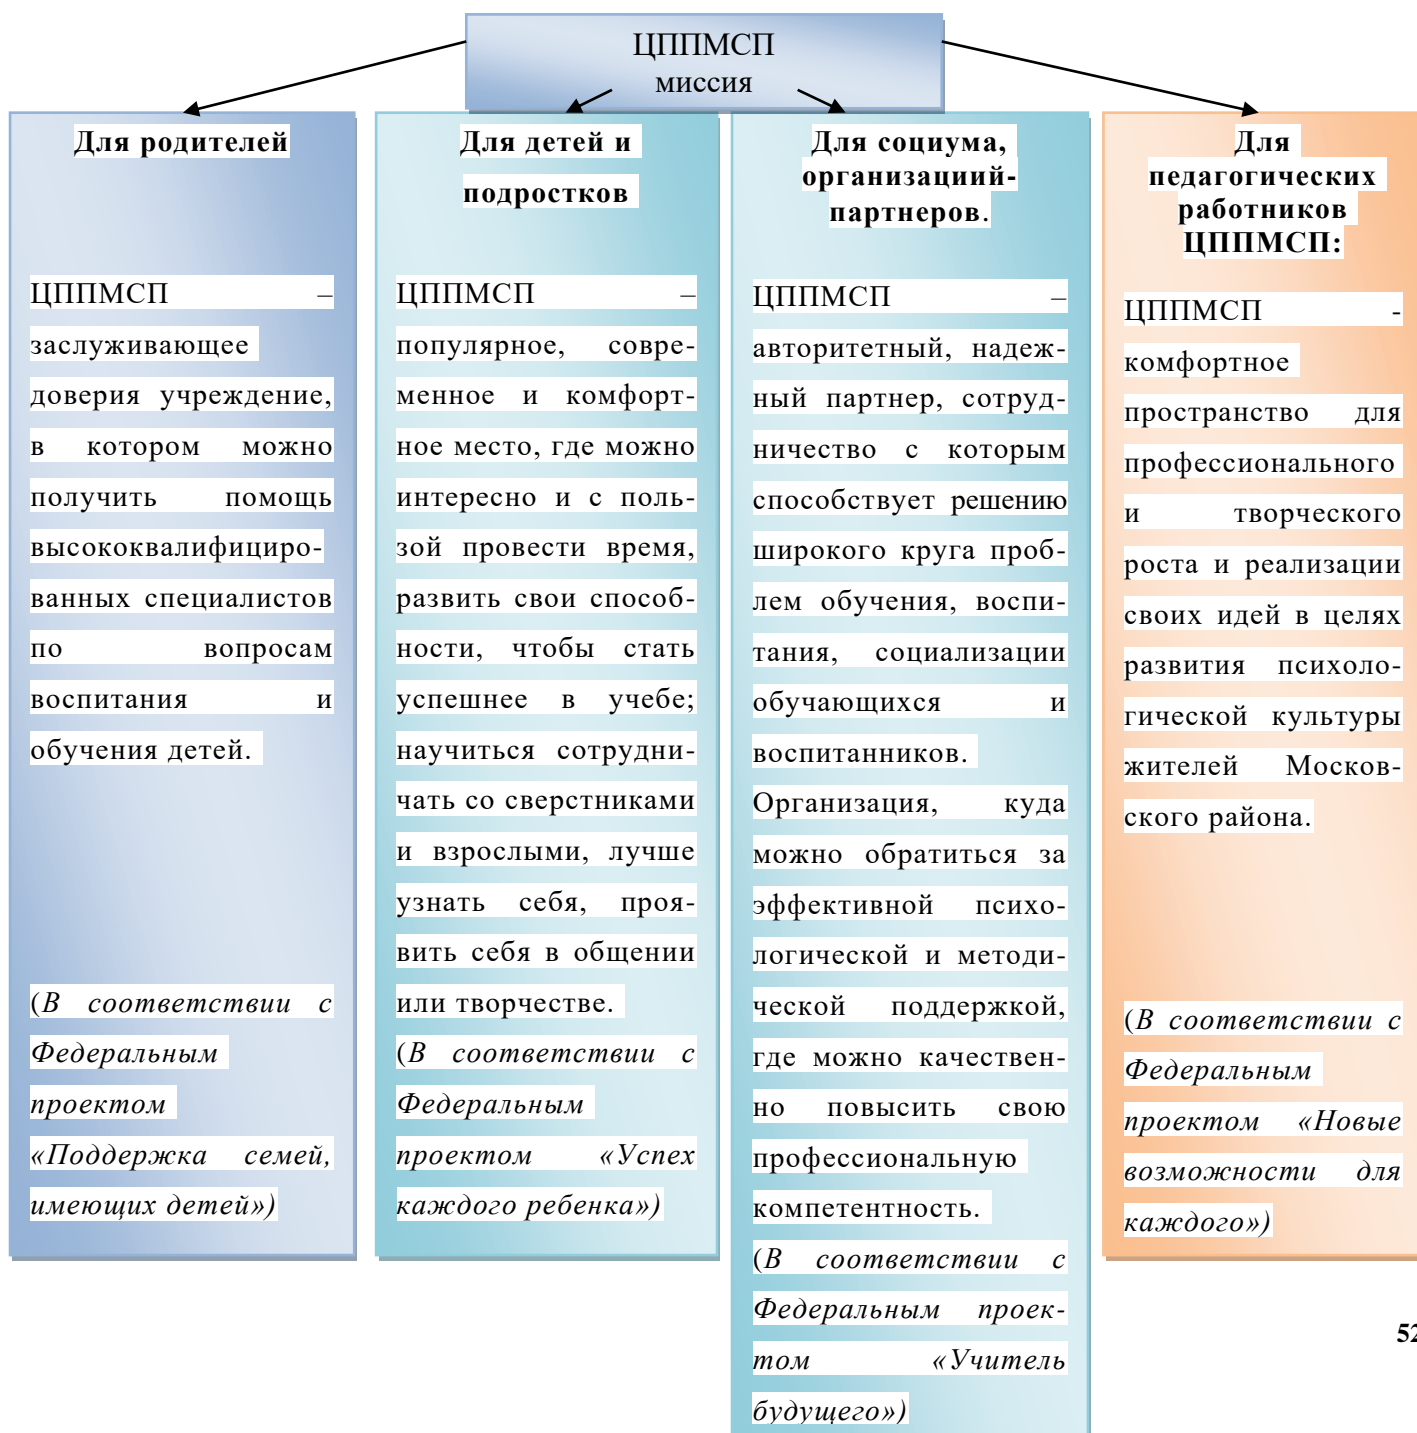 ЦППМСП
миссия
Для родителей
ЦППМСП –
заслуживающее
доверия учреждение,
в котором можно
получить помощь
высококвалифициро-
ванных специалистов
по вопросам
воспитания и
обучения детей.
(В соответствии с
Федеральным
проектом
«Поддержка семей,
имеющих детей»)
Для детей и
подростков
ЦППМСП –
популярное, совре-
менное и комфорт-
ное место, где можно
интересно и с поль-
зой провести время,
развить свои способ-
ности, чтобы стать
успешнее в учебе;
научиться сотрудни-
чать со сверстниками
и взрослыми, лучше
узнать себя, проя-
вить себя в общении
или творчестве.
(В соответствии с
Федеральным
проектом «Успех
каждого ребенка»)
Для социума,
организациий-
партнеров.
ЦППМСП –
авторитетный, надеж-
ный партнер, сотруд-
ничество с которым
способствует решению
широкого круга проб-
лем обучения, воспи-
тания, социализации
обучающихся и
воспитанников.
Организация, куда
можно обратиться за
эффективной психо-
логической и методи-
ческой поддержкой,
где можно качествен-
но повысить свою
профессиональную
компетентность.
(В соответствии с
Федеральным проек-
том «Учитель
будущего»)
Для
педагогических
работников
ЦППМСП:
ЦППМСП -
комфортное
пространство для
профессионального
и творческого
роста и реализации
своих идей в целях
развития психоло-
гической культуры
жителей Москов-
ского района.
(В соответствии с
Федеральным
проектом «Новые
возможности для
каждого»)
52